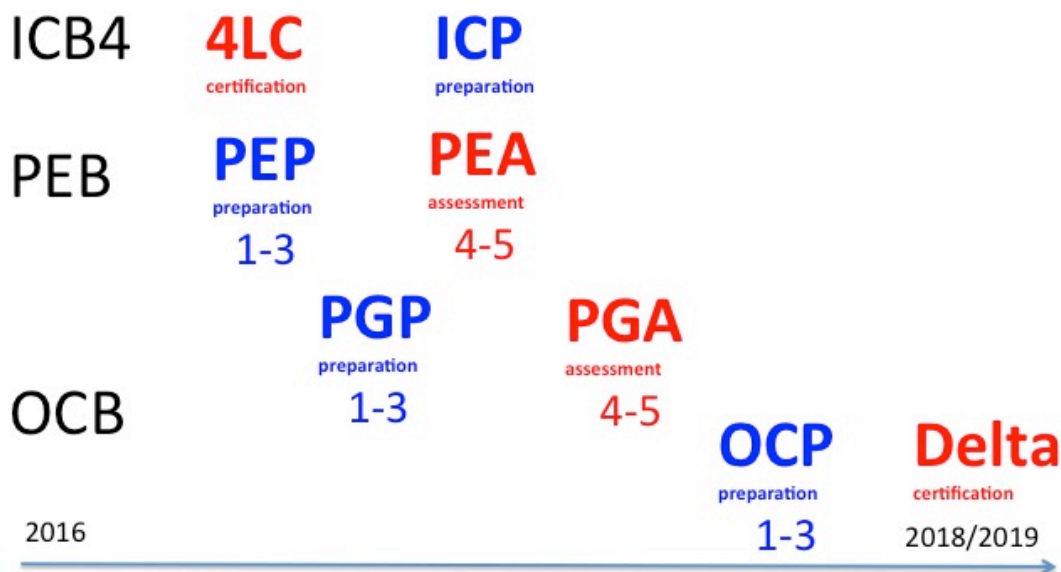 ICB4 4LC ICP
certification preparation
PEB PEP PEA
preparation assessment
1-3 4-5
PGP PGA
preparation assessment
OCB 1-3 4-5
OCP Delta
preparation certification
2016 1-3 2018/2019